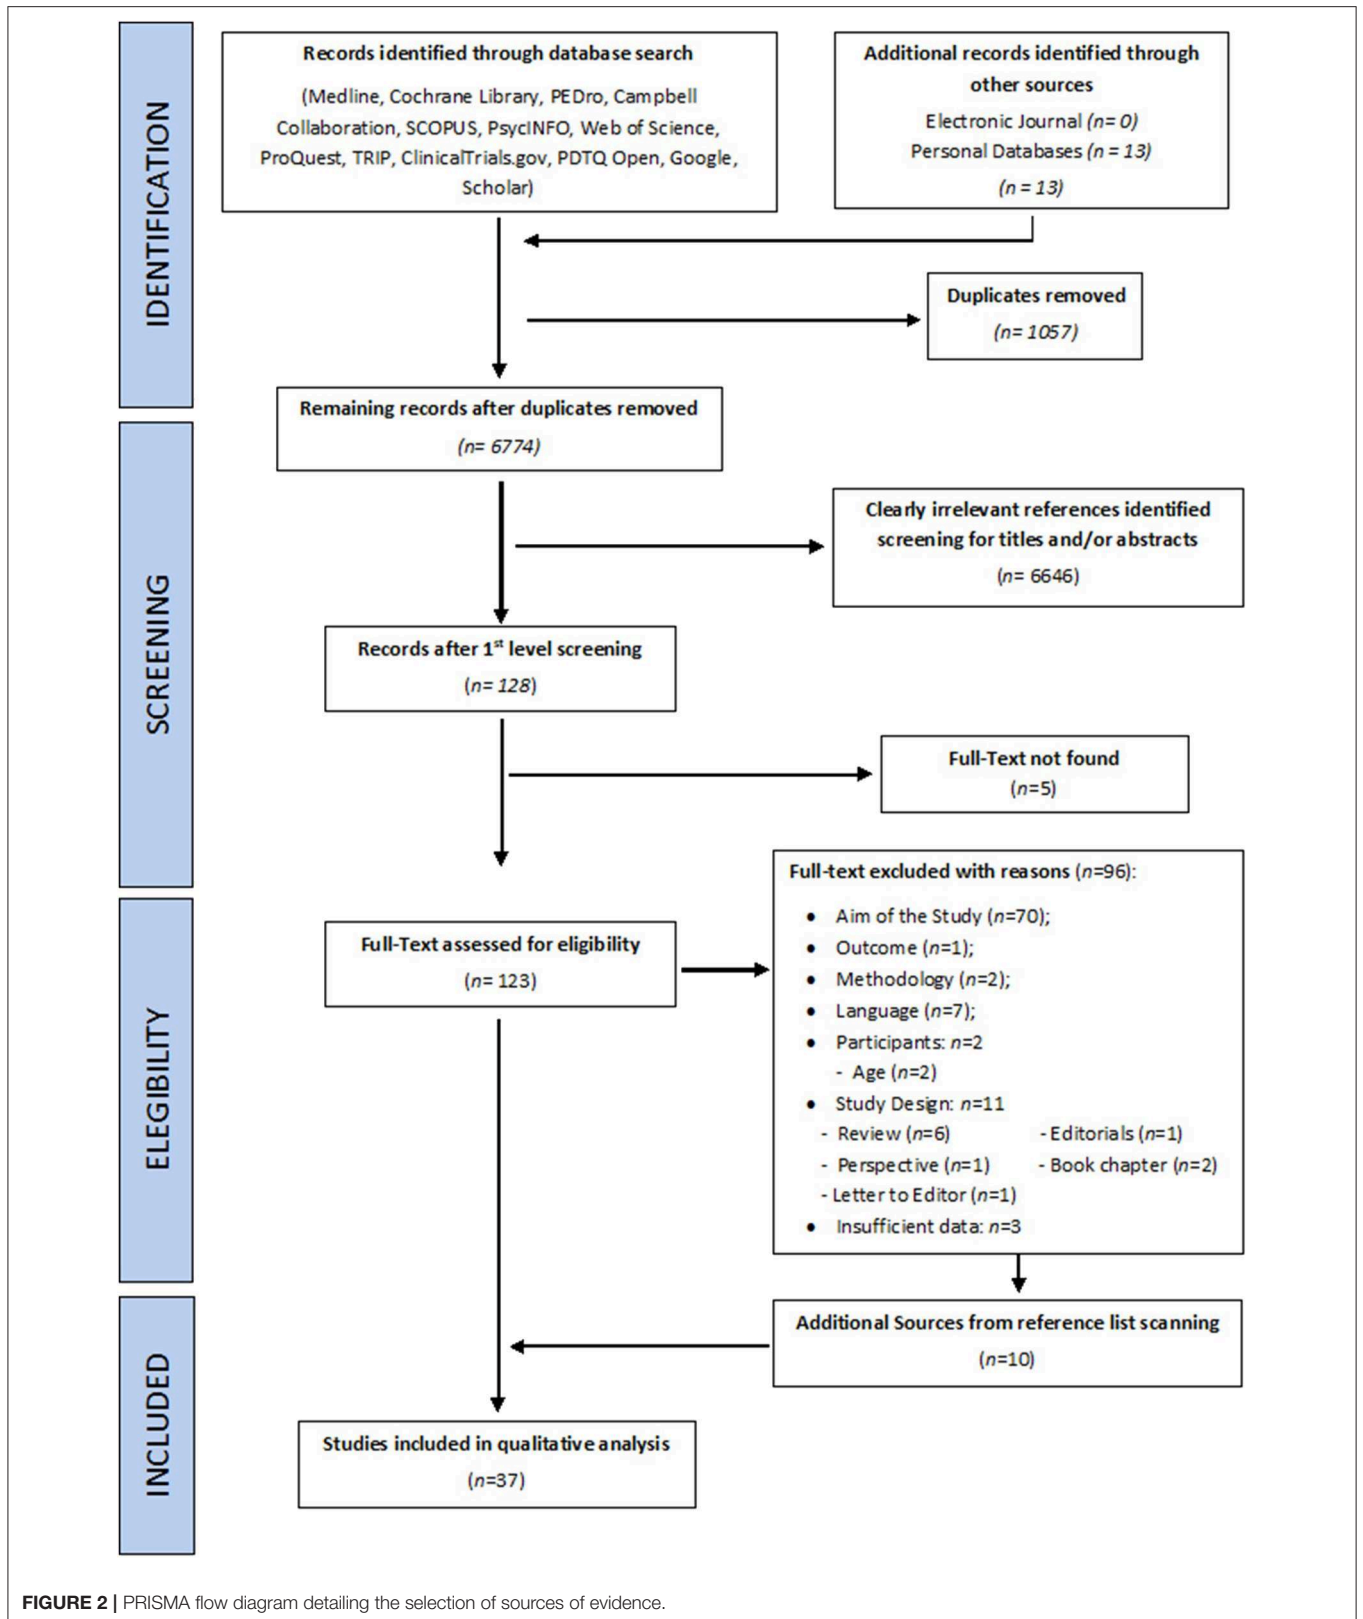 IDENTIFICATION
Records identified through database search
(Medline, Cochrane Library, PEDro, Campbell
Collaboration, SCOPUS, PsycINFO, Web of Science,
ProQuest, TRIP, ClinicalTrials.gov, PDTQ Open, Google,
Scholar)
Additional records identified through
other sources
Electronic Journal (n= 0)
Personal Databases (n = 13)
(n = 13)
Duplicates removed
(n= 1057)
Remaining records after duplicates removed
(n= 6774)
SCREENING
Clearly irrelevant references identified
screening for titles and/or abstracts
(n= 6646)
Records after 1st level screening
(n= 128)
Full-Text not found
(n=5)
ELEGIBILITY
Full-Text assessed for eligibility
(n= 123)
Full-text excluded with reasons (n=96):
• Aim of the Study (n=70);
• Outcome (n=1);
• Methodology (n=2);
• Language (n=7);
• Participants: n=2
- Age (n=2)
• Study Design: n=11
- Review (n=6) - Editorials (n=1)
- Perspective (n=1) - Book chapter (n=2)
- Letter to Editor (n=1)
• Insufficient data: n=3
INCLUDED
Additional Sources from reference list scanning
(n=10)
Studies included in qualitative analysis
(n=37)
FIGURE 2 | PRISMA flow diagram detailing the selection of sources of evidence.